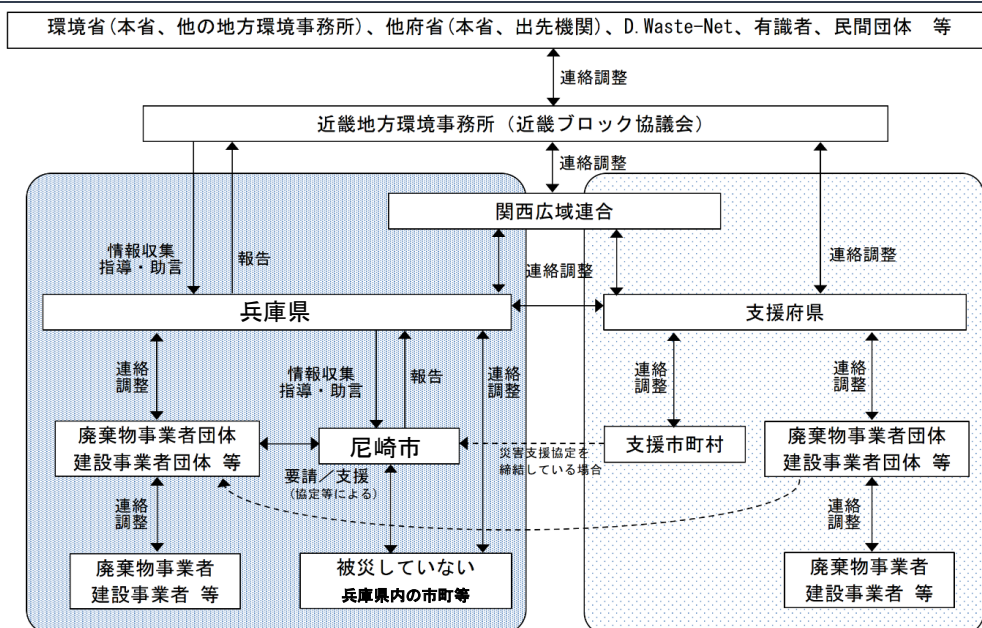 環境省(本省、他の地方環境事務所)、他府省(本省、出先機関)、D.Waste-Net、有識者、民間団体　等
連絡調整
近畿地方環境事務所（近畿ブロック協議会）
連絡調整
関西広域連合
情報収集
指導・助言
報告
連絡調整
連絡調整
兵庫県
支援府県
連絡
調整
情報収集
指導・助言
報告
連絡
調整
連絡
調整
連絡
調整
廃棄物事業者団体
建設事業者団体 等
尼崎市
災害支援協定を
締結している場合
支援市町村
廃棄物事業者団体
建設事業者団体 等
要請／支援
（協定等による）
連絡
調整
連絡
調整
廃棄物事業者
建設事業者 等
被災していない
兵庫県内の市町等
廃棄物事業者
建設事業者 等